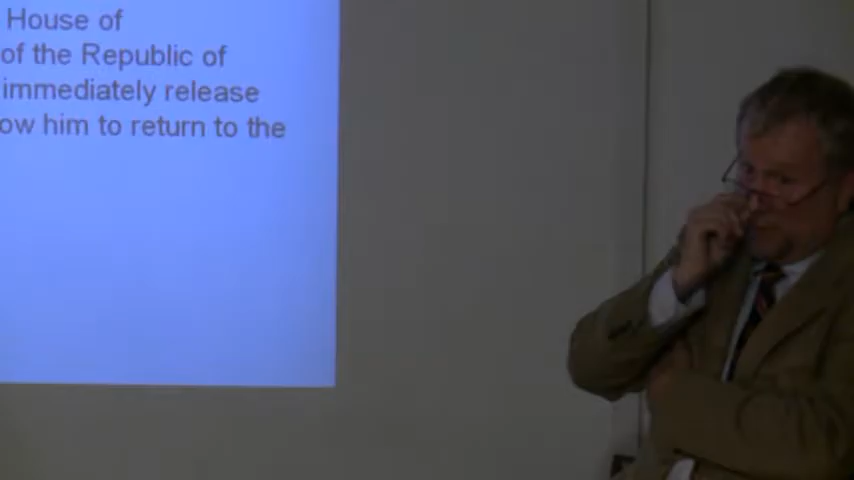 House of
of the Republic of
immediately release
ow him to return to the